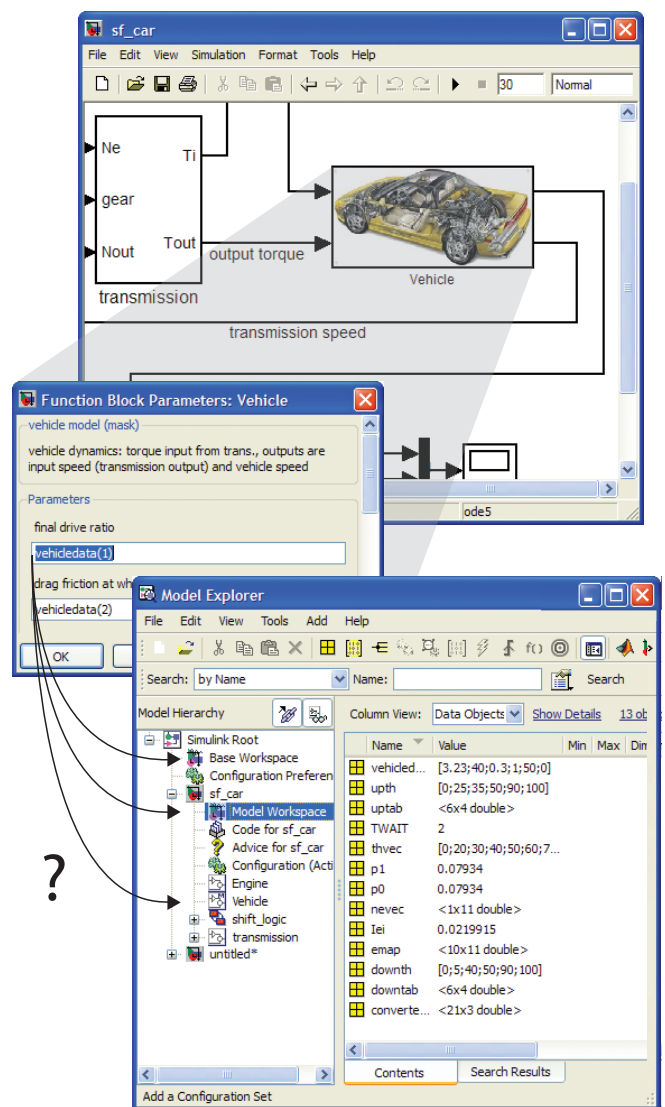 sf_car
File Edit View Simulation Format Tools Help
30 Normal
Ne
Ti
gear
Nout
Tout
output torque
Vehicle
transmission
transmission speed
ode5
Function Block Parameters: Vehicle
vehicle model (mask)
vehicle dynamics: torque input from trans., outputs are
input speed (transmission output) and vehicle speed
Parameters
final drive ratio
vehicledata(1)
drag friction at wh
vehicledata(2)
OK
Model Explorer
File Edit View Tools Add Help
f()
Search: by Name Name: Search
Model Hierarchy
Column View: Data Objects Show Details 13 ob
Simulink Root
Base Workspace
Configuration Preferen
sf_car
Model Workspace
Code for sf_car
Advice for sf_car
Configuration (Acti
Engine
Vehicle
shift_logic
transmission
untitled*
Name Value Min Max Dim
vehicled... [3.23;40;0.3;1;50;0]
upth [0;25;35;50;90;100]
uptab <6x4 double>
TWAIT 2
thvec [0;20;30;40;50;60;7...
p1 0.07934
p0 0.07934
nevec <1x11 double>
Iei 0.0219915
emap <10x11 double>
downth [0;5;40;50;90;100]
downtab <6x4 double>
converte... <21x3 double>
Contents Search Results
Add a Configuration Set
?